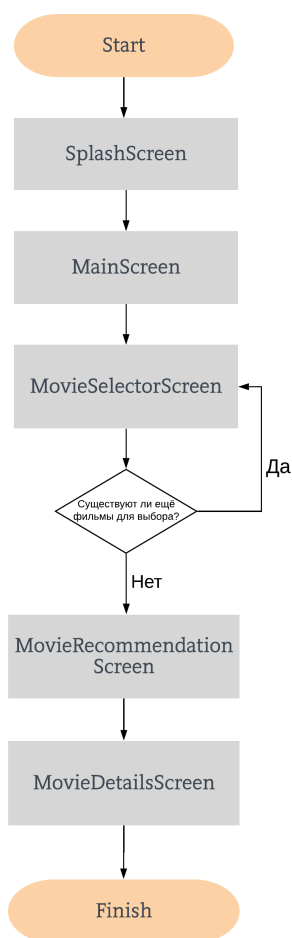 Start
SplashScreen
MainScreen
MovieSelectorScreen
Да
Существуют ли ещё
фильмы для выбора?
Нет
MovieRecommendation
Screen
MovieDetailsScreen
Finish